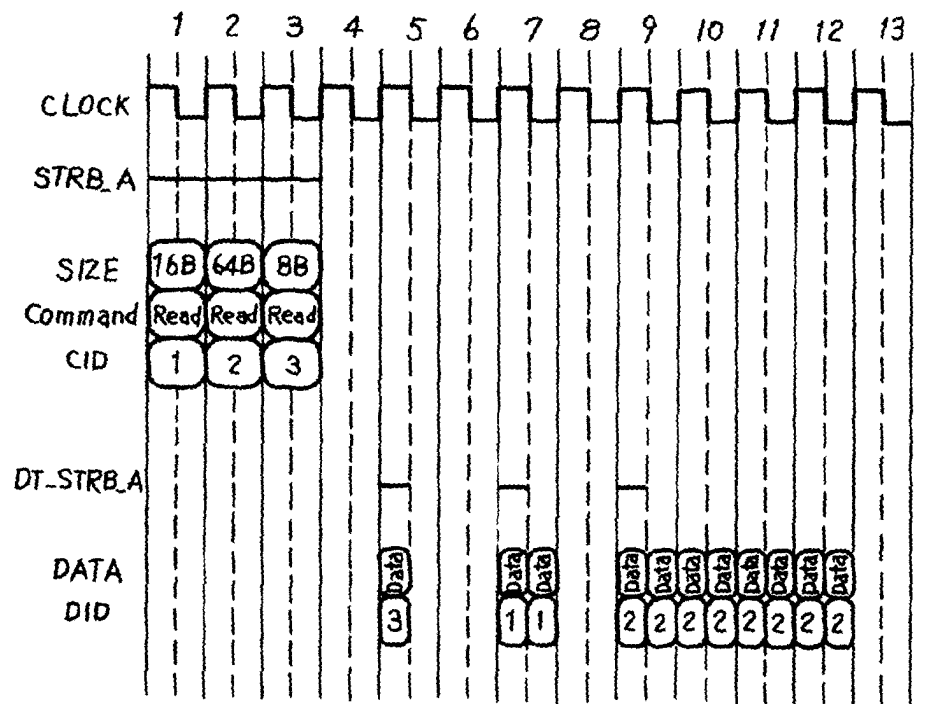 1 2 3 4 5 6 7 8 9 10 11 12 13
CLOCK
STRB_A
SIZE 16B 64B 8B
Command Read Read Read
CID 1 2 3
DT_STRB_A
DATA Data Data Data Data Data Data Data Data Data Data Data
DID 3 1 1 2 2 2 2 2 2 2 2